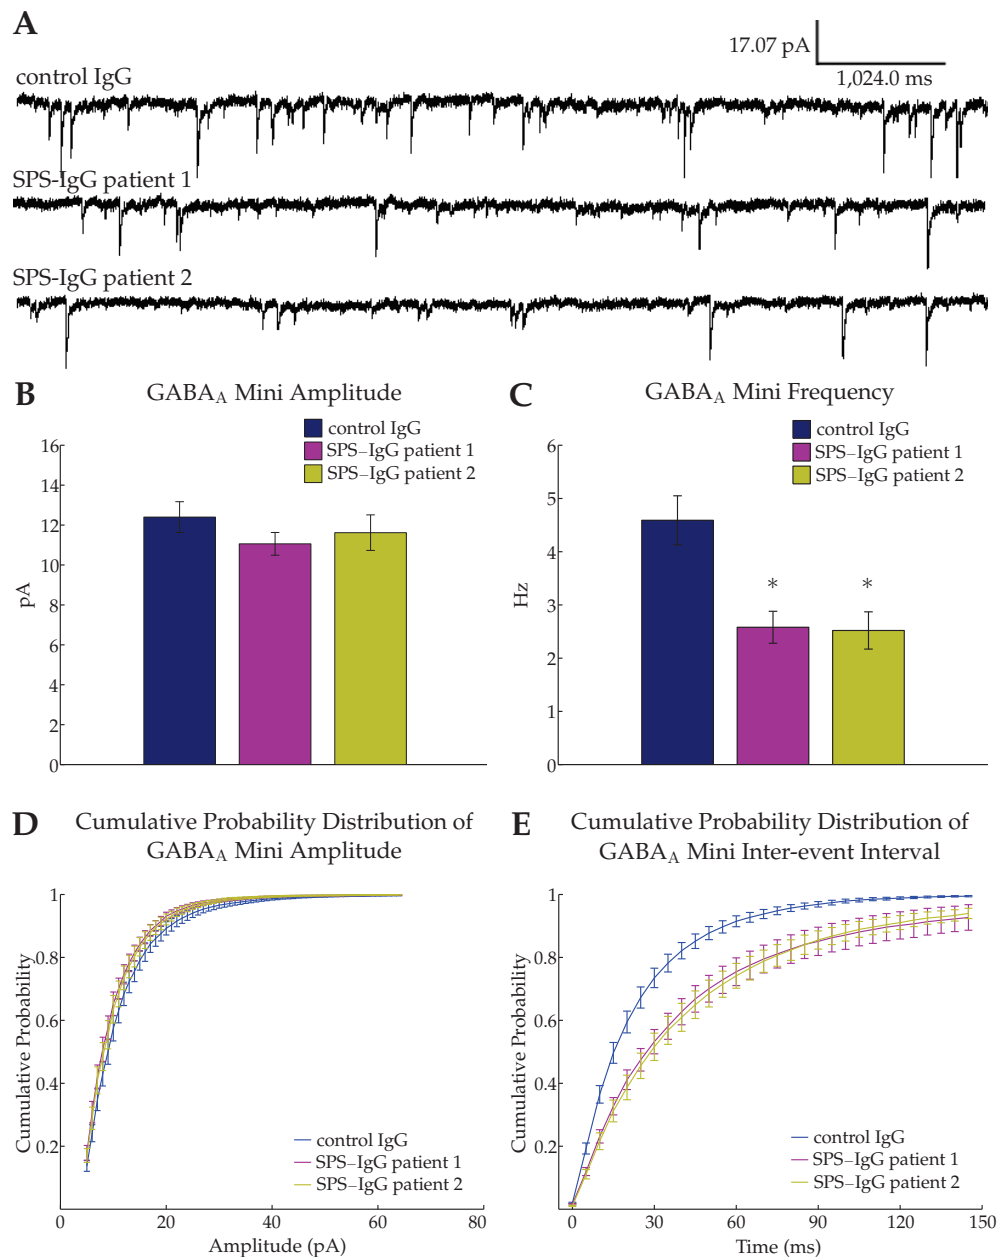 A
17.07 pA
1,024.0 ms
control IgG
SPS-IgG patient 1
SPS-IgG patient 2
B
GABAA Mini Amplitude
control IgG
SPS–IgG patient 1
SPS–IgG patient 2
16
14
12
10
8
6
4
2
0
pA
C
GABAA Mini Frequency
control IgG
SPS–IgG patient 1
SPS–IgG patient 2
6
5
4
3
2
1
0
Hz
*
*
D
Cumulative Probability Distribution of
GABAA Mini Amplitude
1
0.8
0.6
0.4
0.2
Cumulative Probability
control IgG
SPS–IgG patient 1
SPS–IgG patient 2
0 20 40 60 80
Amplitude (pA)
E
Cumulative Probability Distribution of
GABAA Mini Inter-event Interval
1
0.8
0.6
0.4
0.2
Cumulative Probability
control IgG
SPS–IgG patient 1
SPS–IgG patient 2
0 30 60 90 120 150
Time (ms)